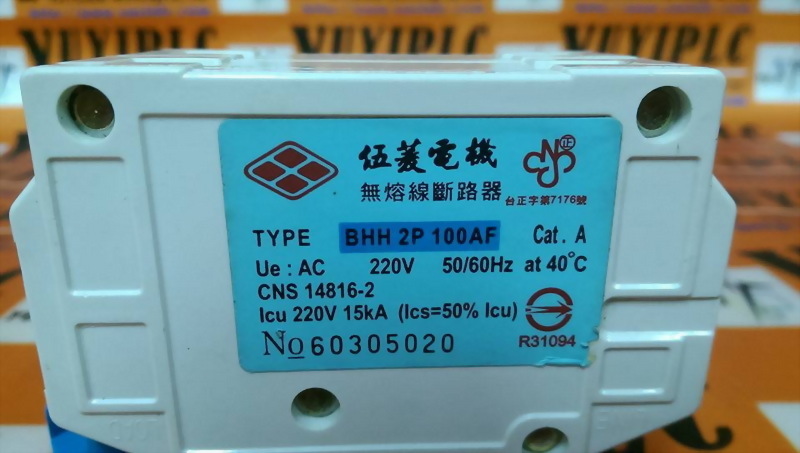 YUYIPLC
伍菱電機
無熔線斷路器
正
台正字第7176號
TYPE BHH 2P 100AF Cat. A
Ue : AC 220V 50/60Hz at 40°C
CNS 14816-2
Icu 220V 15kA (Ics=50% Icu)
R31094
No 60305020